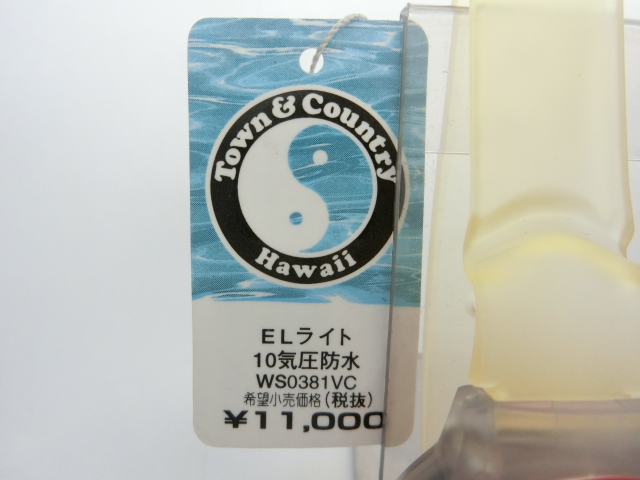 Town & Country
Hawaii
ELライト
10気圧防水
WS0381VC
希望小売価格(税抜)
¥11,000